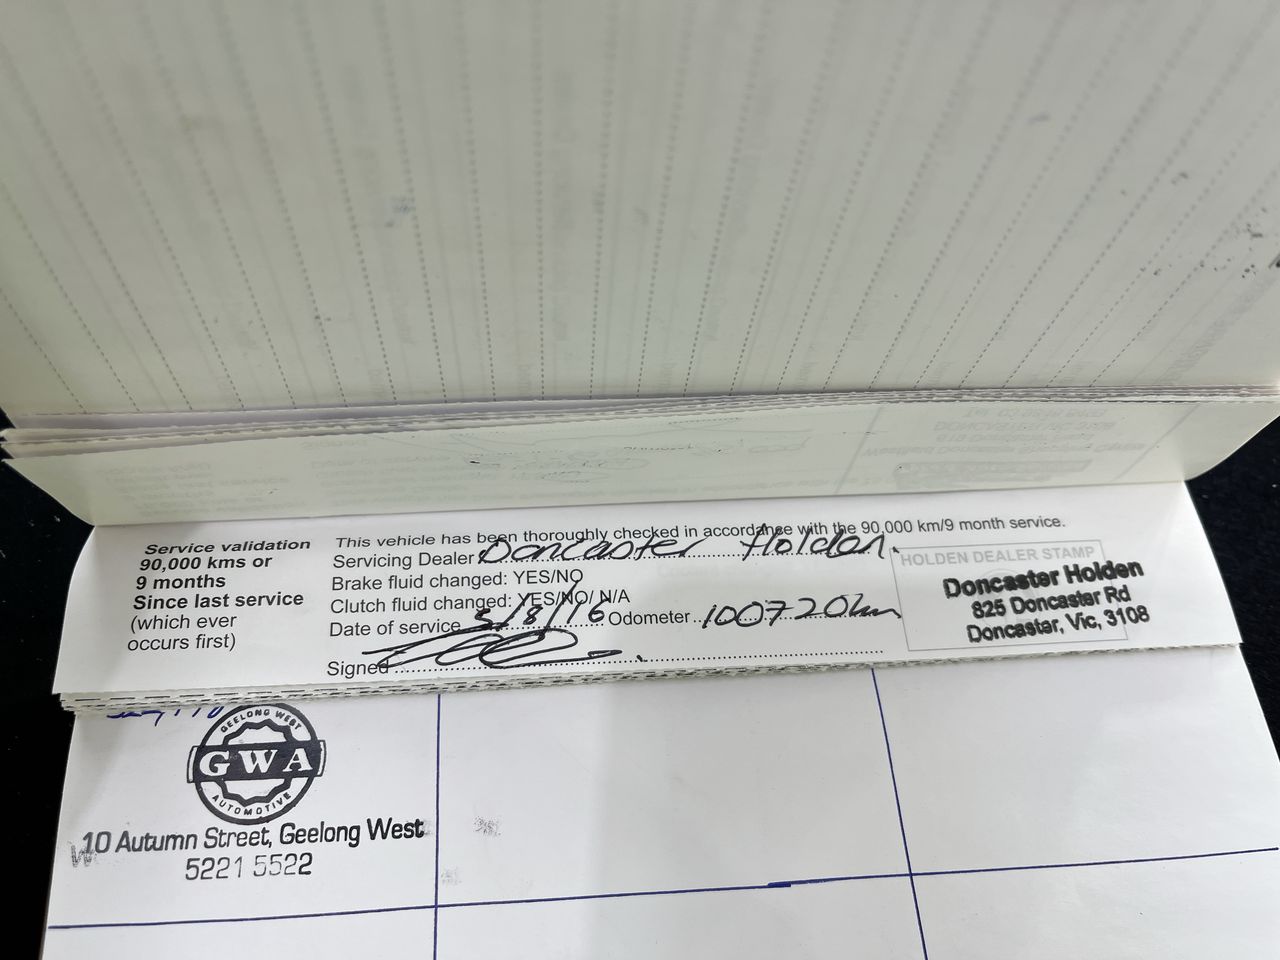 Service validation
90,000 kms or
9 months
Since last service
(which ever
occurs first)
This vehicle has been thoroughly checked in accordance with the 90,000 km/9 month service.
Servicing Dealer Doncaster Holden.
Brake fluid changed: YES/NO
Clutch fluid changed: YES/NO/ N/A
Date of service 5/8/16 Odometer 100720km
Signed
HOLDEN DEALER STAMP
Doncaster Holden
825 Doncaster Rd
Doncaster, Vic, 3108
GEELONG WEST
GWA
AUTOMOTIVE
10 Autumn Street, Geelong West
5221 5522